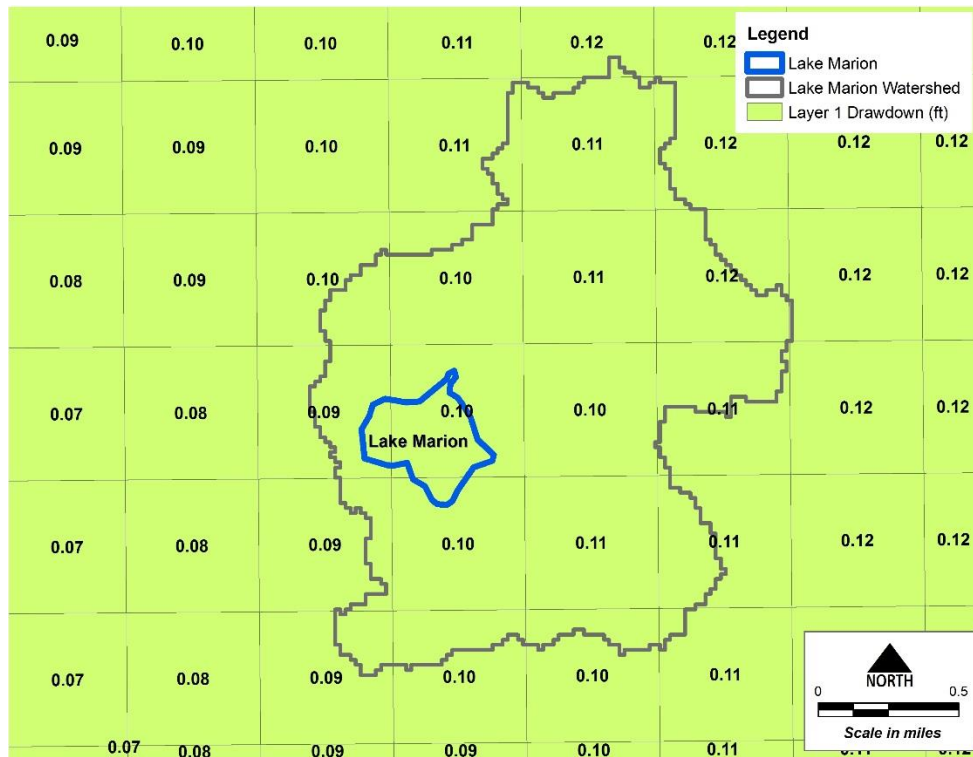 0.09 0.10 0.10 0.11 0.12 0.12
Legend
Lake Marion
Lake Marion Watershed
Layer 1 Drawdown (ft)
0.09 0.09 0.10 0.11 0.11 0.12 0.12 0.12
0.08 0.09 0.10 0.10 0.11 0.12 0.12 0.12
0.07 0.08 0.09 0.10 0.10 0.11 0.12 0.12
Lake Marion
0.07 0.08 0.09 0.10 0.11 0.11 0.12 0.12
0.07 0.08 0.09 0.10 0.10 0.11
NORTH
0 0.5
Scale in miles
0.07 0.08 0.09 0.09 0.10 0.11 0.11 0.12